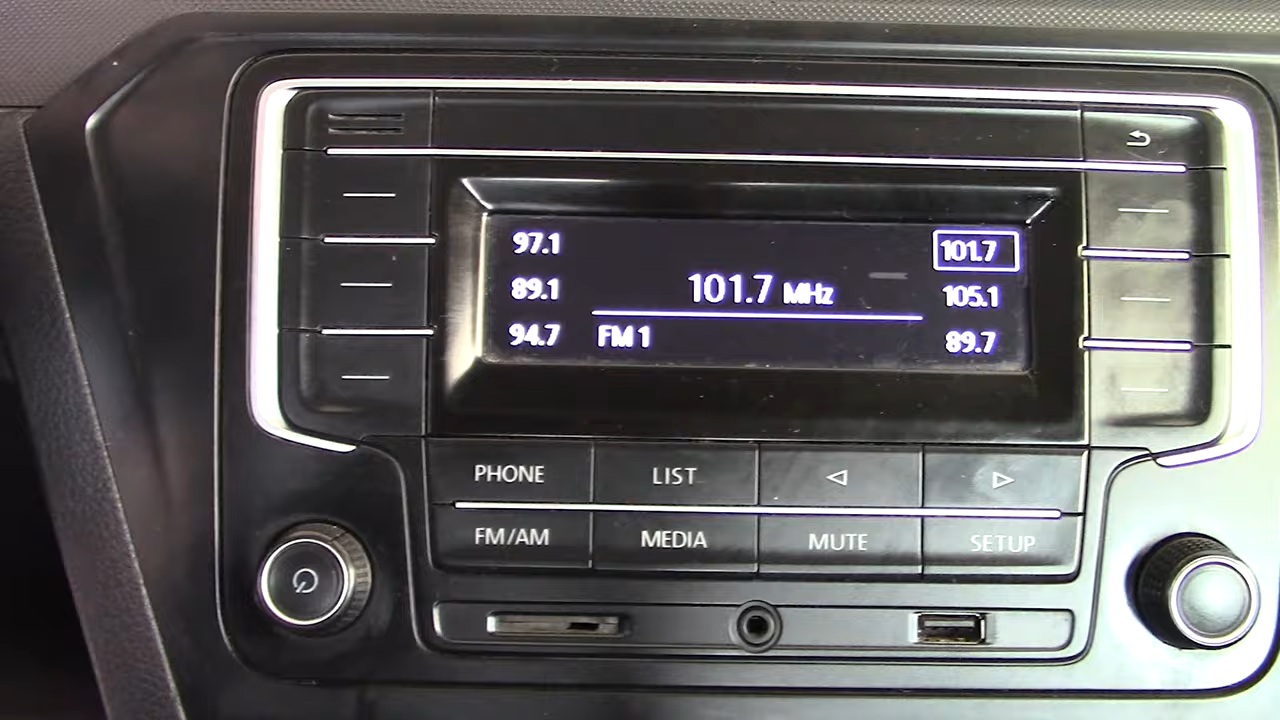 97.1
89.1
94.7
101.7 MHz
FM 1
101.7
105.1
89.7
PHONE LIST
FM/AM MEDIA MUTE SETUP